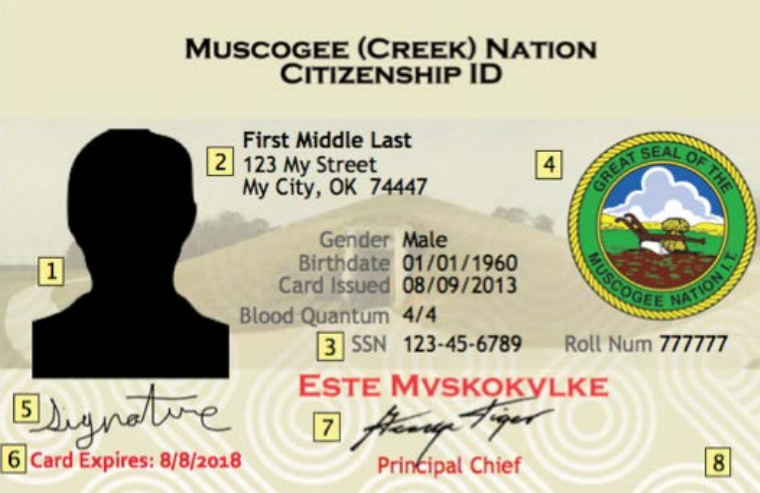 MUSCOGEE (CREEK) NATION
CITIZENSHIP ID
First Middle Last
2 123 My Street
My City, OK 74447
4
GREAT SEAL OF THE
MUSCOGEE NATION I.T.
1
Gender Male
Birthdate 01/01/1960
Card Issued 08/09/2013
Blood Quantum 4/4
3 SSN 123-45-6789 Roll Num 777777
ESTE MVSKOKVLKE
5 Signature
7 George Tiger
6 Card Expires: 8/8/2018
Principal Chief
8